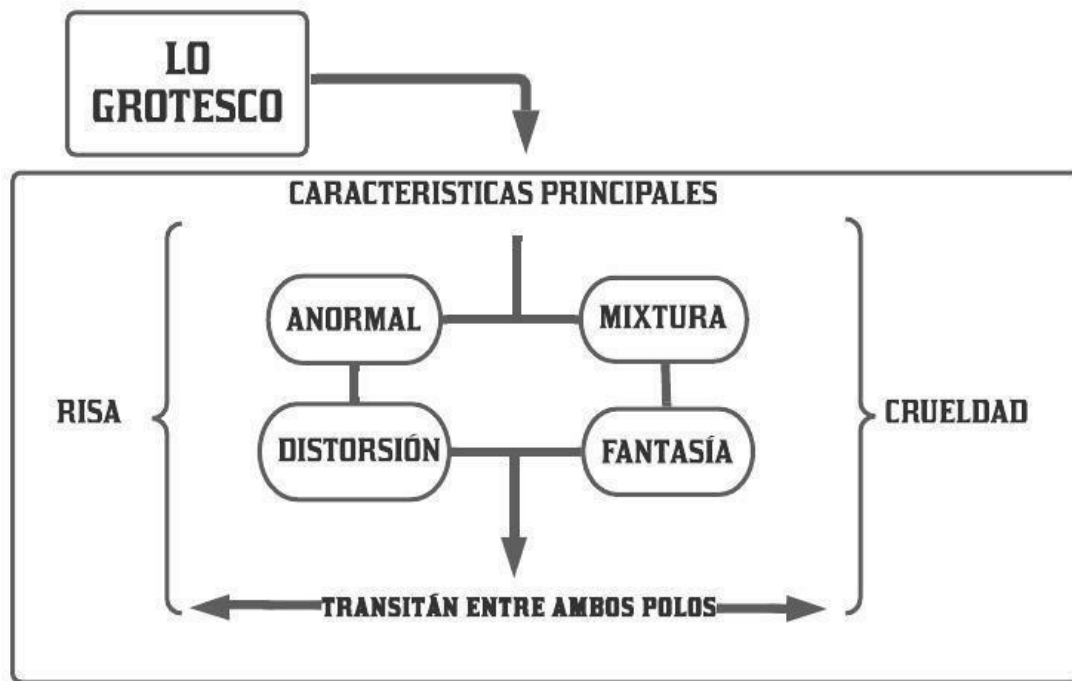 LO
GROTESCO
CARACTERISTICAS PRINCIPALES
ANORMAL
MIXTURA
RISA
CRUELDAD
DISTORSIÓN
FANTASÍA
TRANSITÁN ENTRE AMBOS POLOS